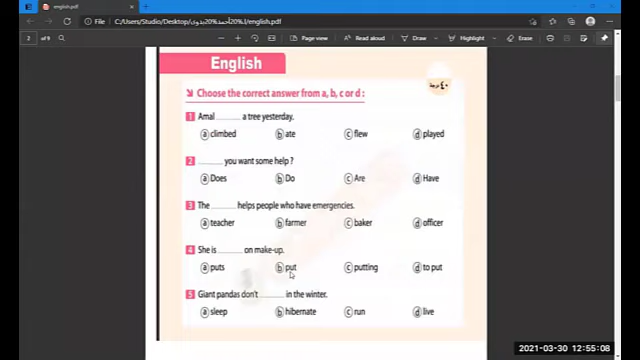 english.pdf
File | C:/Users/Studio/Desktop/
english.pdf
2 of 9
Page view
Read aloud
Draw
Highlight
Erase
English
٤٠ درجة
Choose the correct answer from a, b, c or d :
1 Amal ........ a tree yesterday.
a climbed b ate c flew d played
2 ........ you want some help ?
a Does b Do c Are d Have
3 The ........ helps people who have emergencies.
a teacher b farmer c baker d officer
4 She is ........ on make-up.
a puts b put c putting d to put
5 Giant pandas don't ........ in the winter.
a sleep b hibernate c run d live
2021-03-30 12:55:08